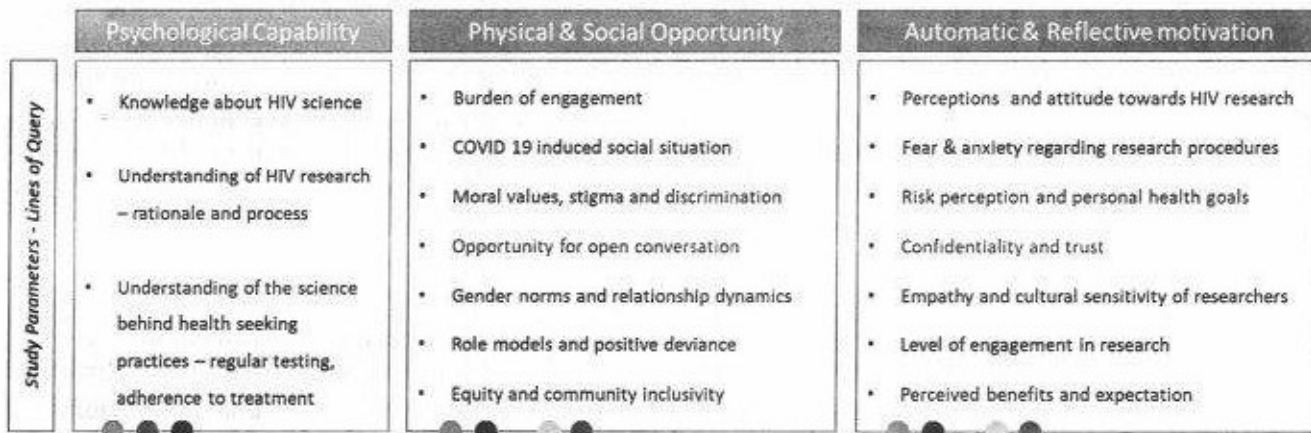 Psychological Capability
Physical & Social Opportunity
Automatic & Reflective motivation
Study Parameters - Lines of Query
• Knowledge about HIV science
• Understanding of HIV research
– rationale and process
• Understanding of the science
behind health seeking
practices – regular testing,
adherence to treatment
• Burden of engagement
• COVID 19 induced social situation
• Moral values, stigma and discrimination
• Opportunity for open conversation
• Gender norms and relationship dynamics
• Role models and positive deviance
• Equity and community inclusivity
• Perceptions and attitude towards HIV research
• Fear & anxiety regarding research procedures
• Risk perception and personal health goals
• Confidentiality and trust
• Empathy and cultural sensitivity of researchers
• Level of engagement in research
• Perceived benefits and expectation